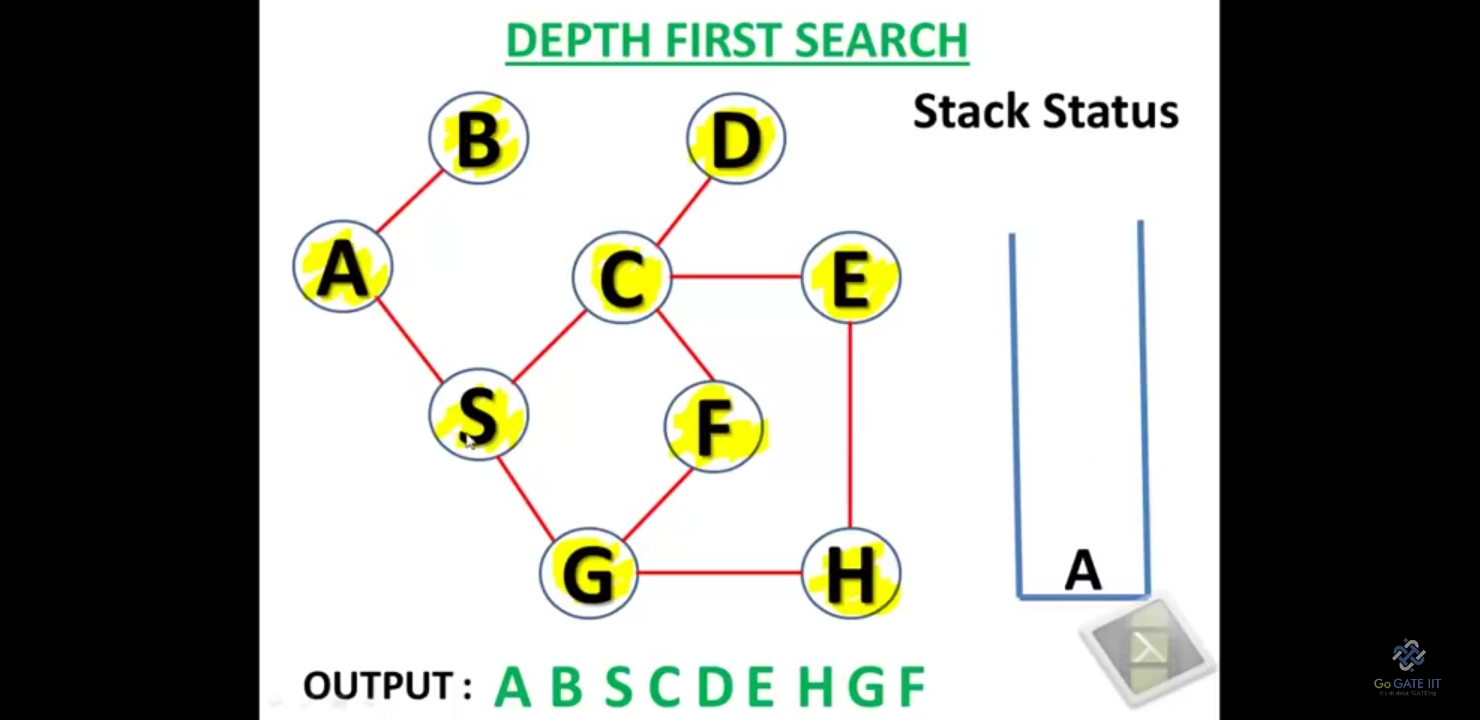 DEPTH FIRST SEARCH
Stack Status
B
D
A
C
E
S
F
G
H
A
OUTPUT : A B S C D E H G F
Go GATE IIT